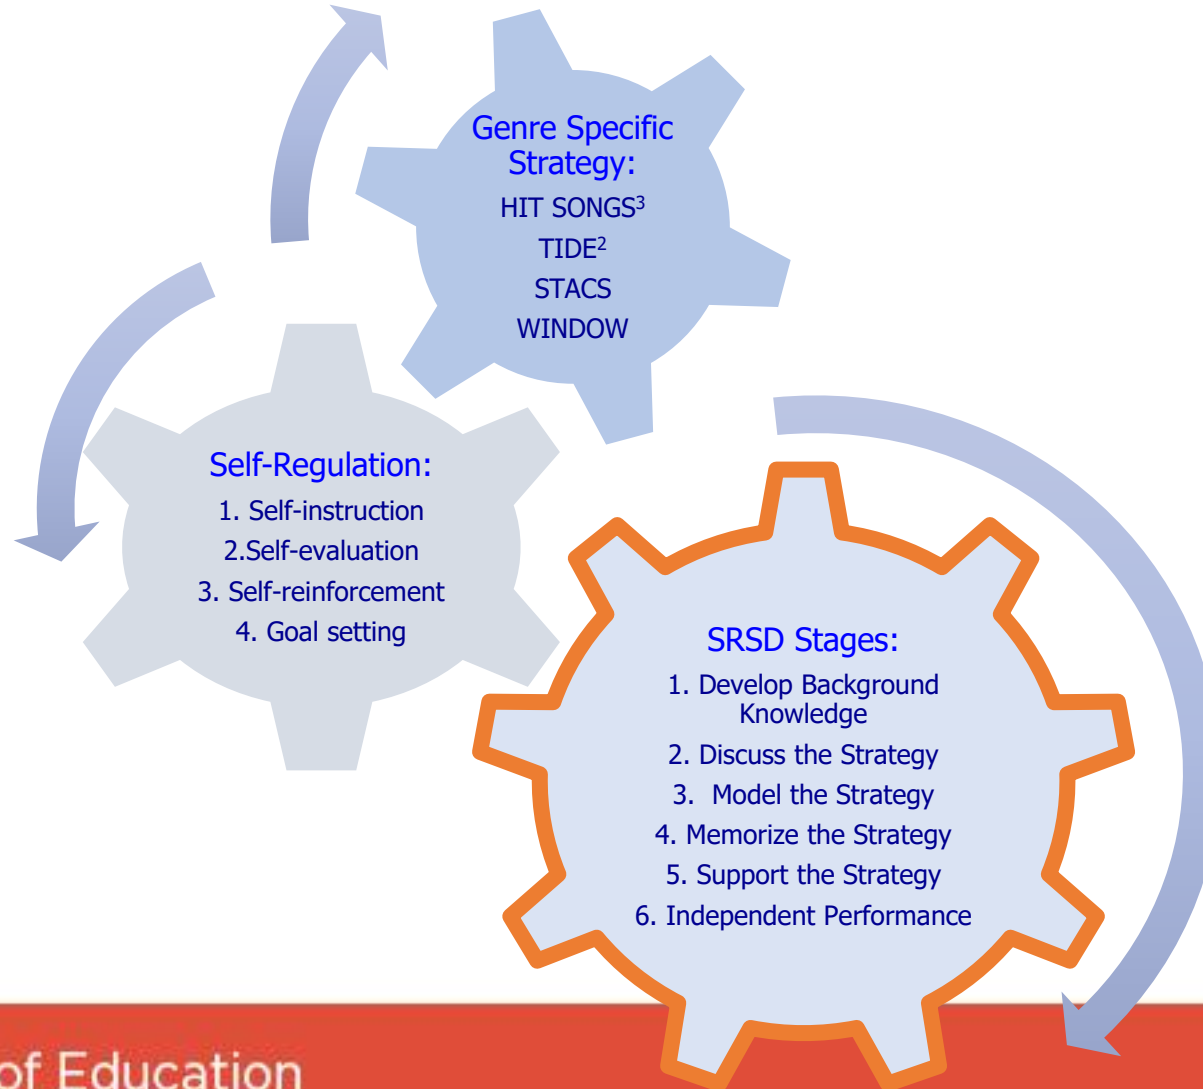 Genre Specific
Strategy:
HIT SONGS³
TIDE²
STACS
WINDOW
Self-Regulation:
1. Self-instruction
2.Self-evaluation
3. Self-reinforcement
4. Goal setting
SRSD Stages:
1. Develop Background
Knowledge
2. Discuss the Strategy
3. Model the Strategy
4. Memorize the Strategy
5. Support the Strategy
6. Independent Performance
of Education